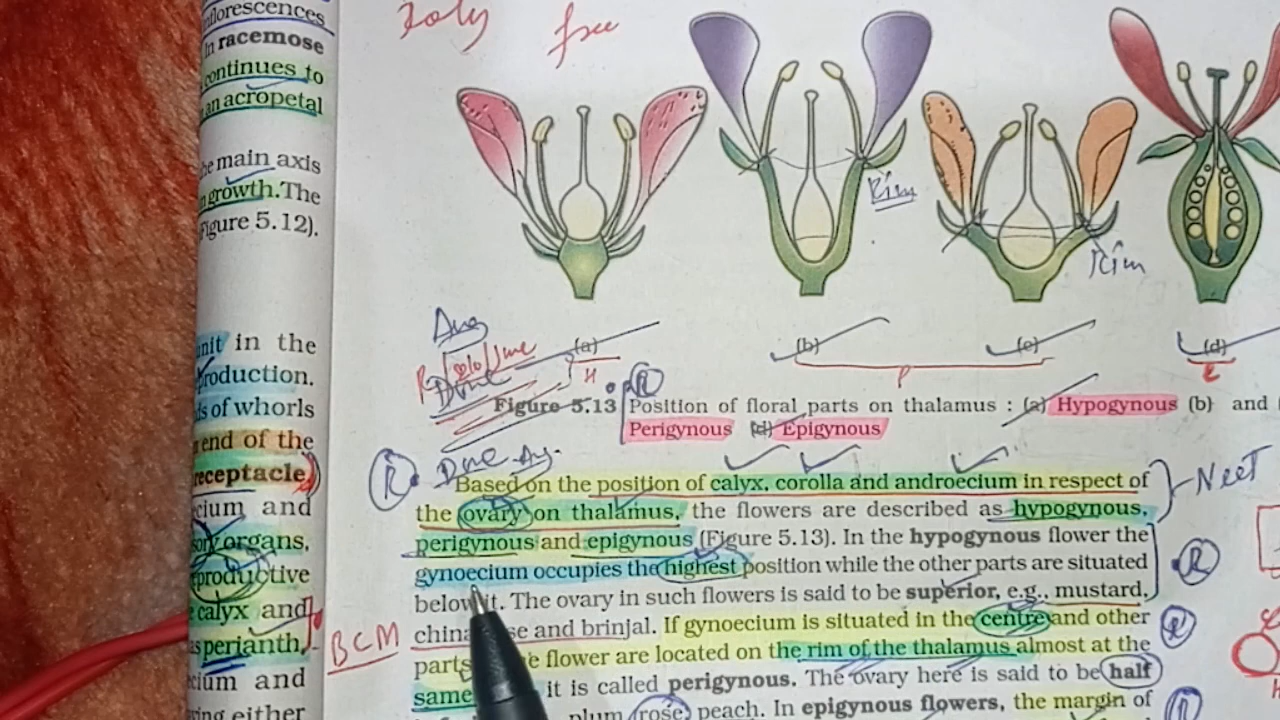 inflorescences
In racemose
continues to
an acropetal
main axis
growth. The
Figure 5.12).
unit in the
of whorls
end of the
receptacle
and
organs,
calyx and
perianth,
and
either
free
Rim
Rim
(a) (b) (c) (d)
H P E
Done
Figure 5.13 Position of floral parts on thalamus : (a) Hypogynous (b) and
Perigynous (d) Epigynous
R Done
Based on the position of calyx, corolla and androecium in respect of
the ovary on thalamus, the flowers are described as hypogynous,
perigynous and epigynous (Figure 5.13). In the hypogynous flower the
gynoecium occupies the highest position while the other parts are situated
below it. The ovary in such flowers is said to be superior, e.g., mustard,
china and brinjal. If gynoecium is situated in the centre and other
parts flower are located on the rim of the thalamus almost at the
same it is called perigynous. The ovary here is said to be half
plum, rose, peach. In epigynous flowers, the margin of
Neet
R
R
BCM